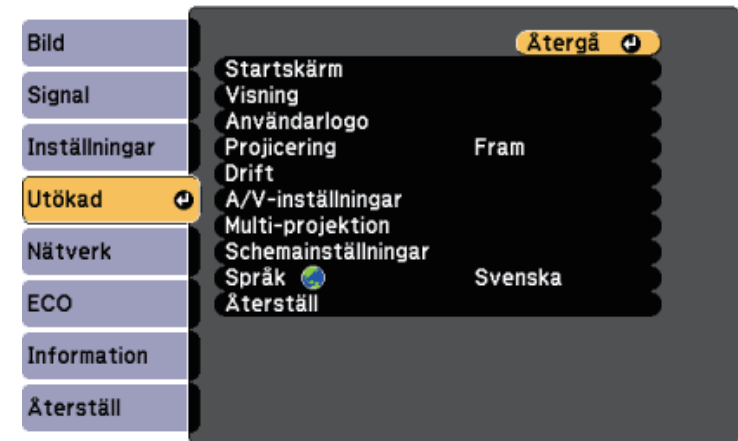 Bild
Signal
Inställningar
Utökad
Nätverk
ECO
Information
Återställ
Återgå
Startskärm
Visning
Användarlogo
Projicering Fram
Drift
A/V-inställningar
Multi-projektion
Schemainställningar
Språk Svenska
Återställ